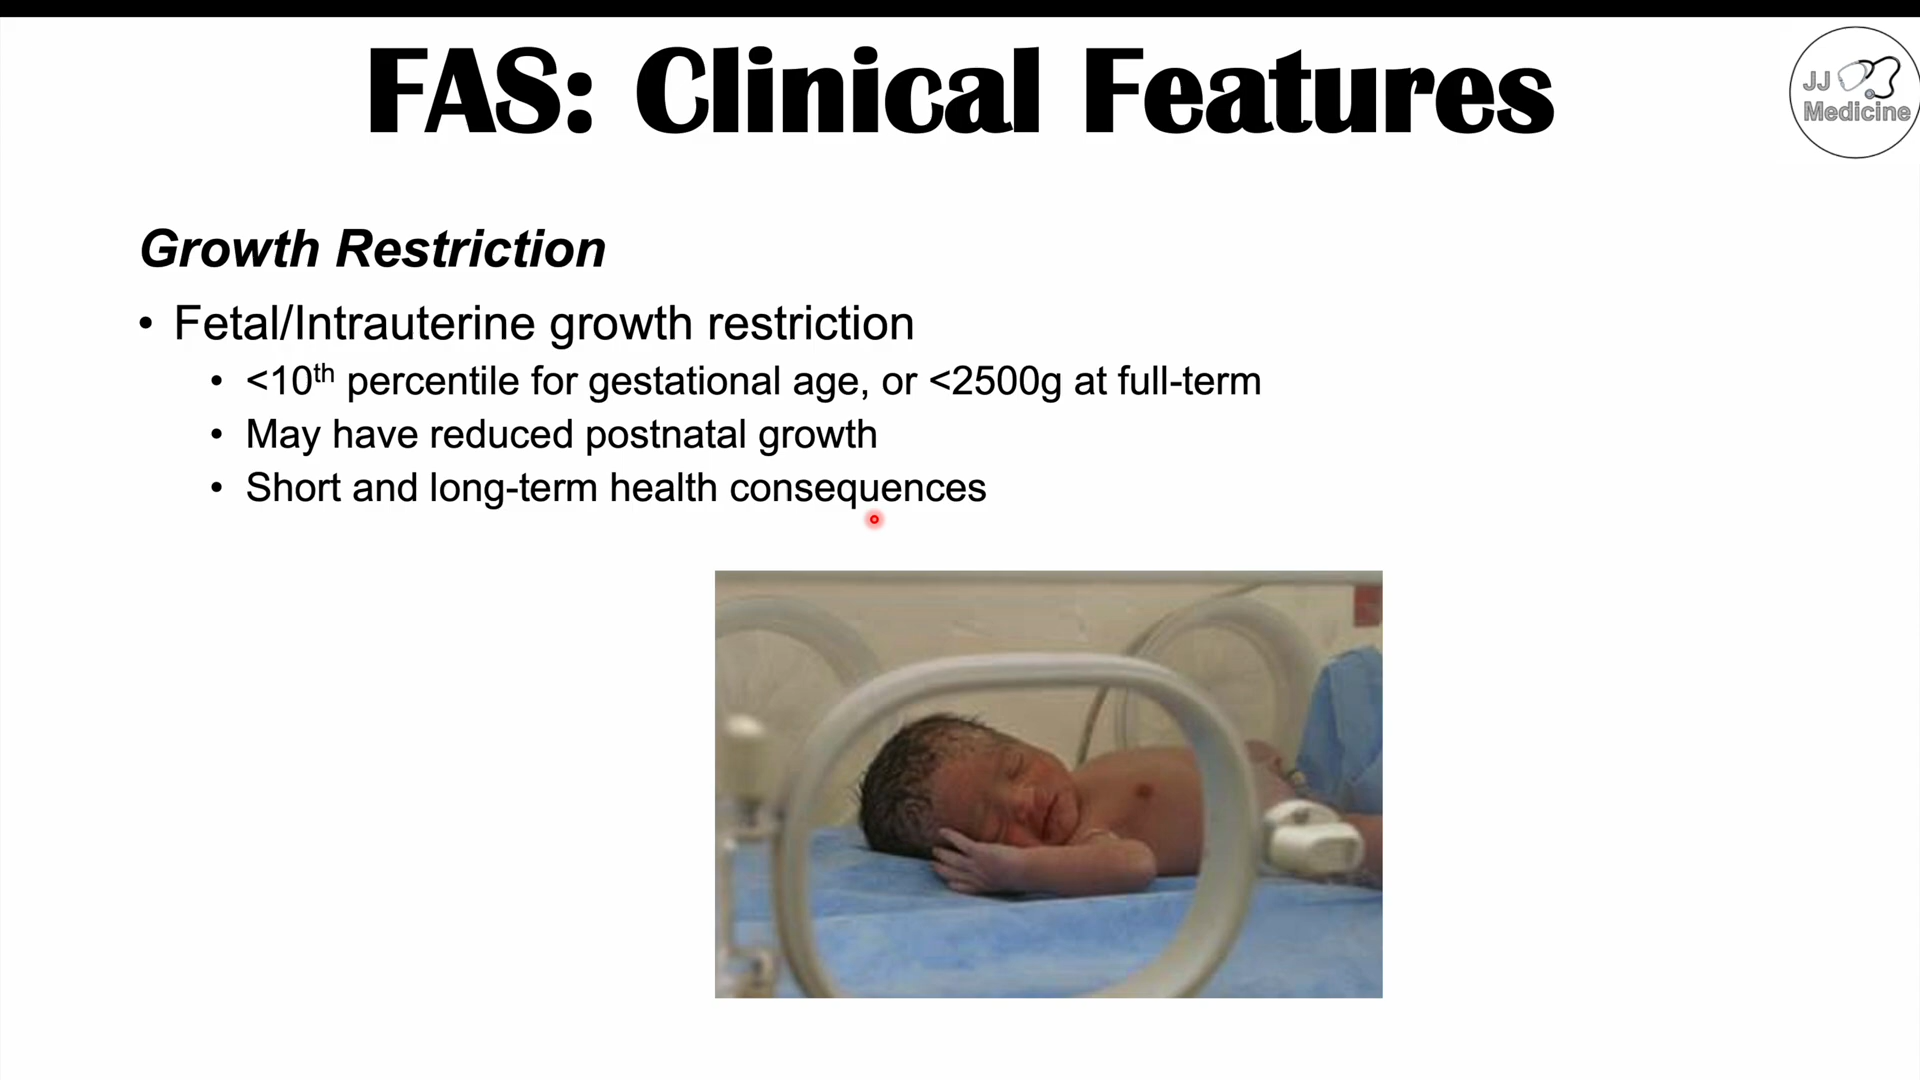 FAS: Clinical Features
JJ
Medicine
Growth Restriction
• Fetal/Intrauterine growth restriction
• <10th percentile for gestational age, or <2500g at full-term
• May have reduced postnatal growth
• Short and long-term health consequences